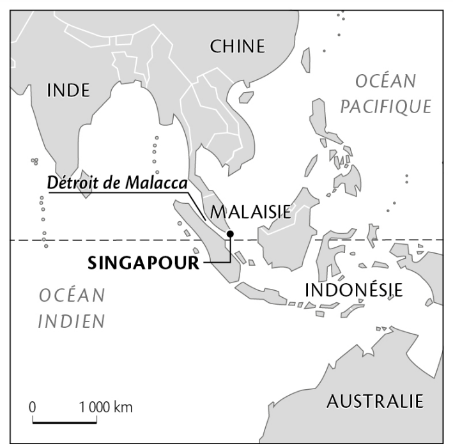 CHINE
INDE
OCÉAN
PACIFIQUE
Détroit de Malacca
MALAISIE
SINGAPOUR
OCÉAN
INDIEN
INDONÉSIE
AUSTRALIE
0 1 000 km